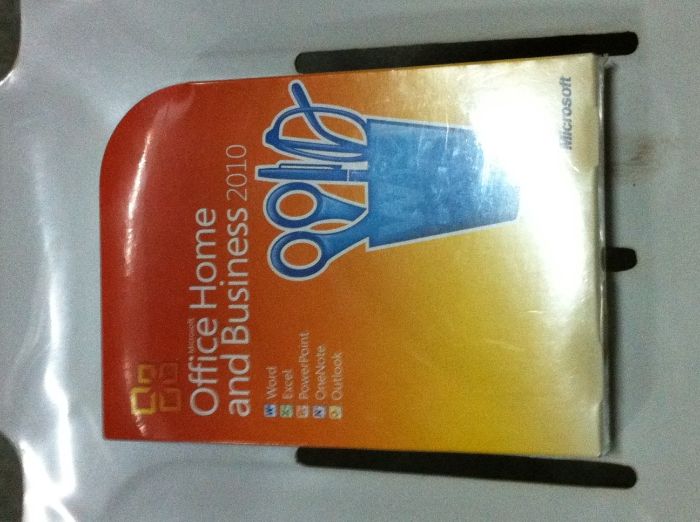 Microsoft
Office Home
and Business 2010
Word
Excel
PowerPoint
OneNote
Outlook
Microsoft